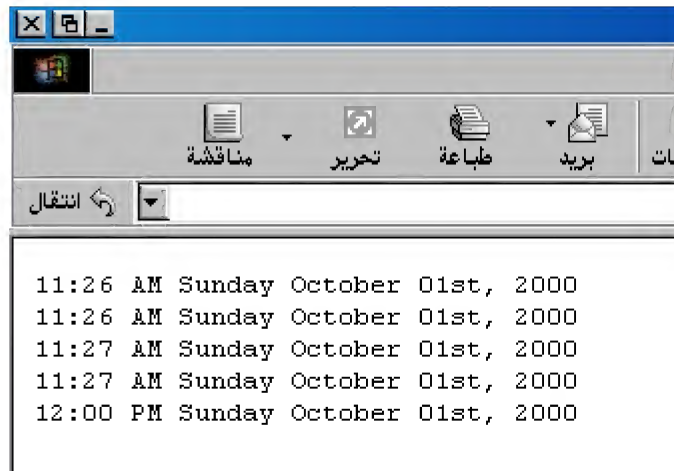 مناقشة تحرير طباعة بريد ات
انتقال
11:26 AM Sunday October 01st, 2000
11:26 AM Sunday October 01st, 2000
11:27 AM Sunday October 01st, 2000
11:27 AM Sunday October 01st, 2000
12:00 PM Sunday October 01st, 2000